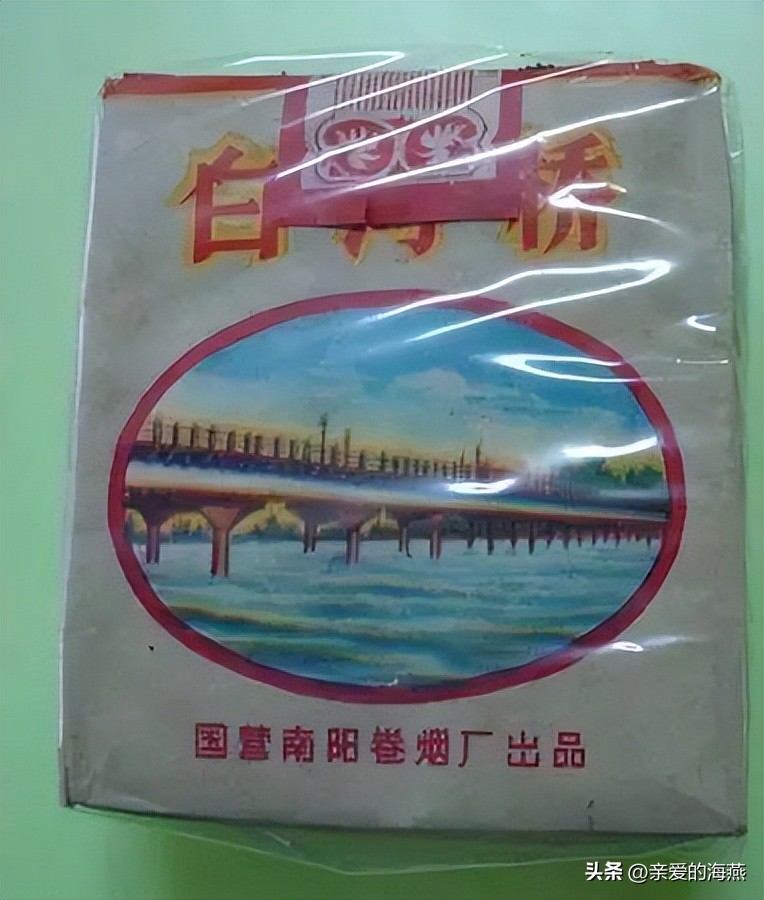 白河桥
国营南阳卷烟厂出品
头条 @亲爱的海燕